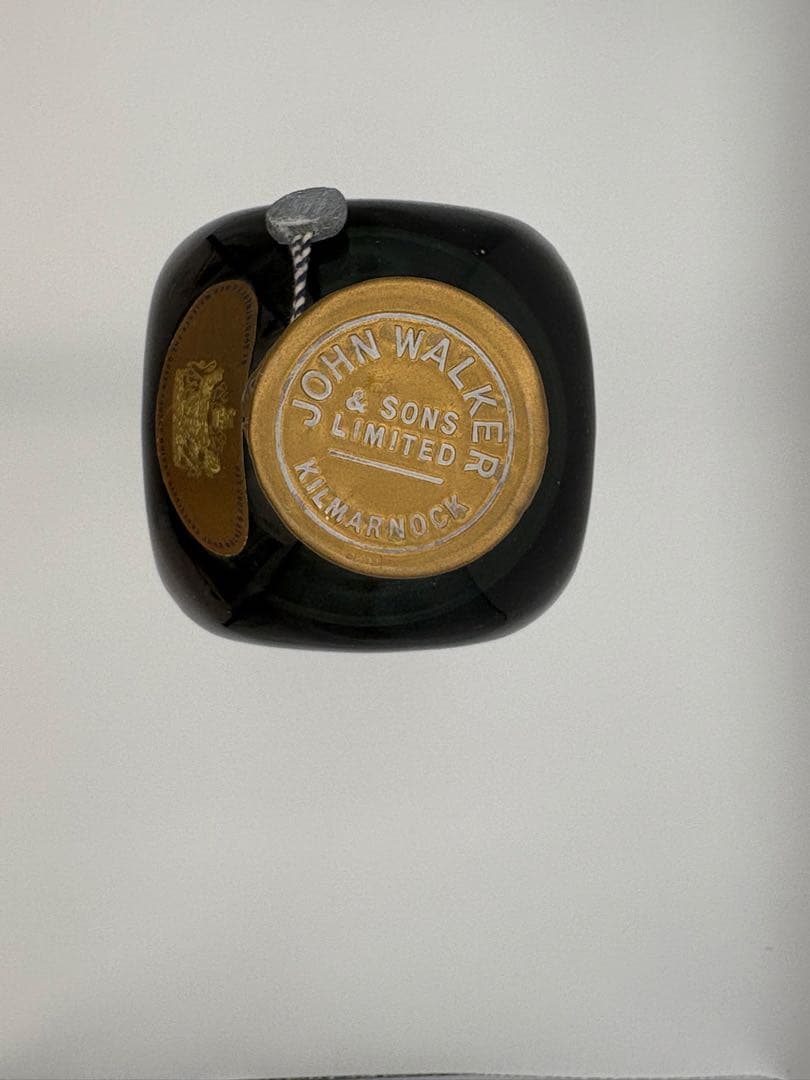 JOHN WALKER
& SONS
LIMITED
KILMARNOCK